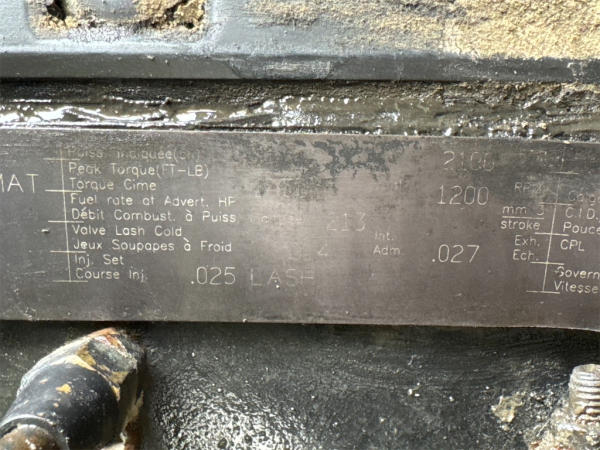 Puiss. Indiquée(cH) 2100
Peak Torque(FT-LB) 1200 RPM
MAT Torque Cime
Fuel rate at Advert. HP mm 3 C.I.D.
Débit Combust. à Puiss 213 stroke Pouce
Valve Lash Cold Int. Exh. CPL
Jeux Soupapes à Froid Adm. .027 Ech.
Inj. Set Govern
Course Inj. .025 LASH Vitesse